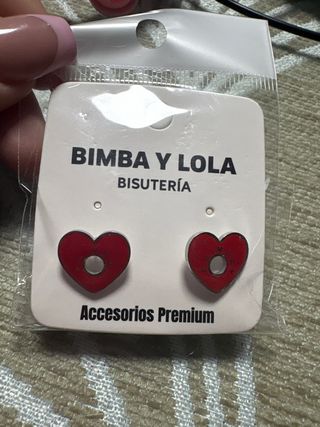 BIMBA Y LOLA
BISUTERÍA
Accesorios Premium